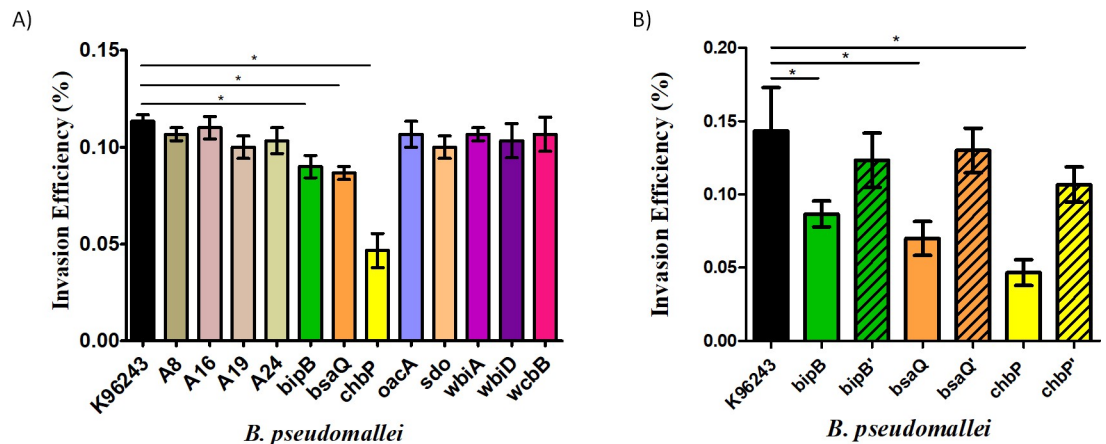 A)
Invasion Efficiency (%)
0.15
0.10
0.05
0.00
*
*
*
K96243
A8
A16
A19
A24
bipB
bsaQ
chbP
oacA
sdo
wbiA
wbiD
wcbB
B. pseudomallei
B)
Invasion Efficiency (%)
0.20
0.15
0.10
0.05
0.00
*
*
*
K96243
bipB
bipB'
bsaQ
bsaQ'
chbP
chbP'
B. pseudomallei